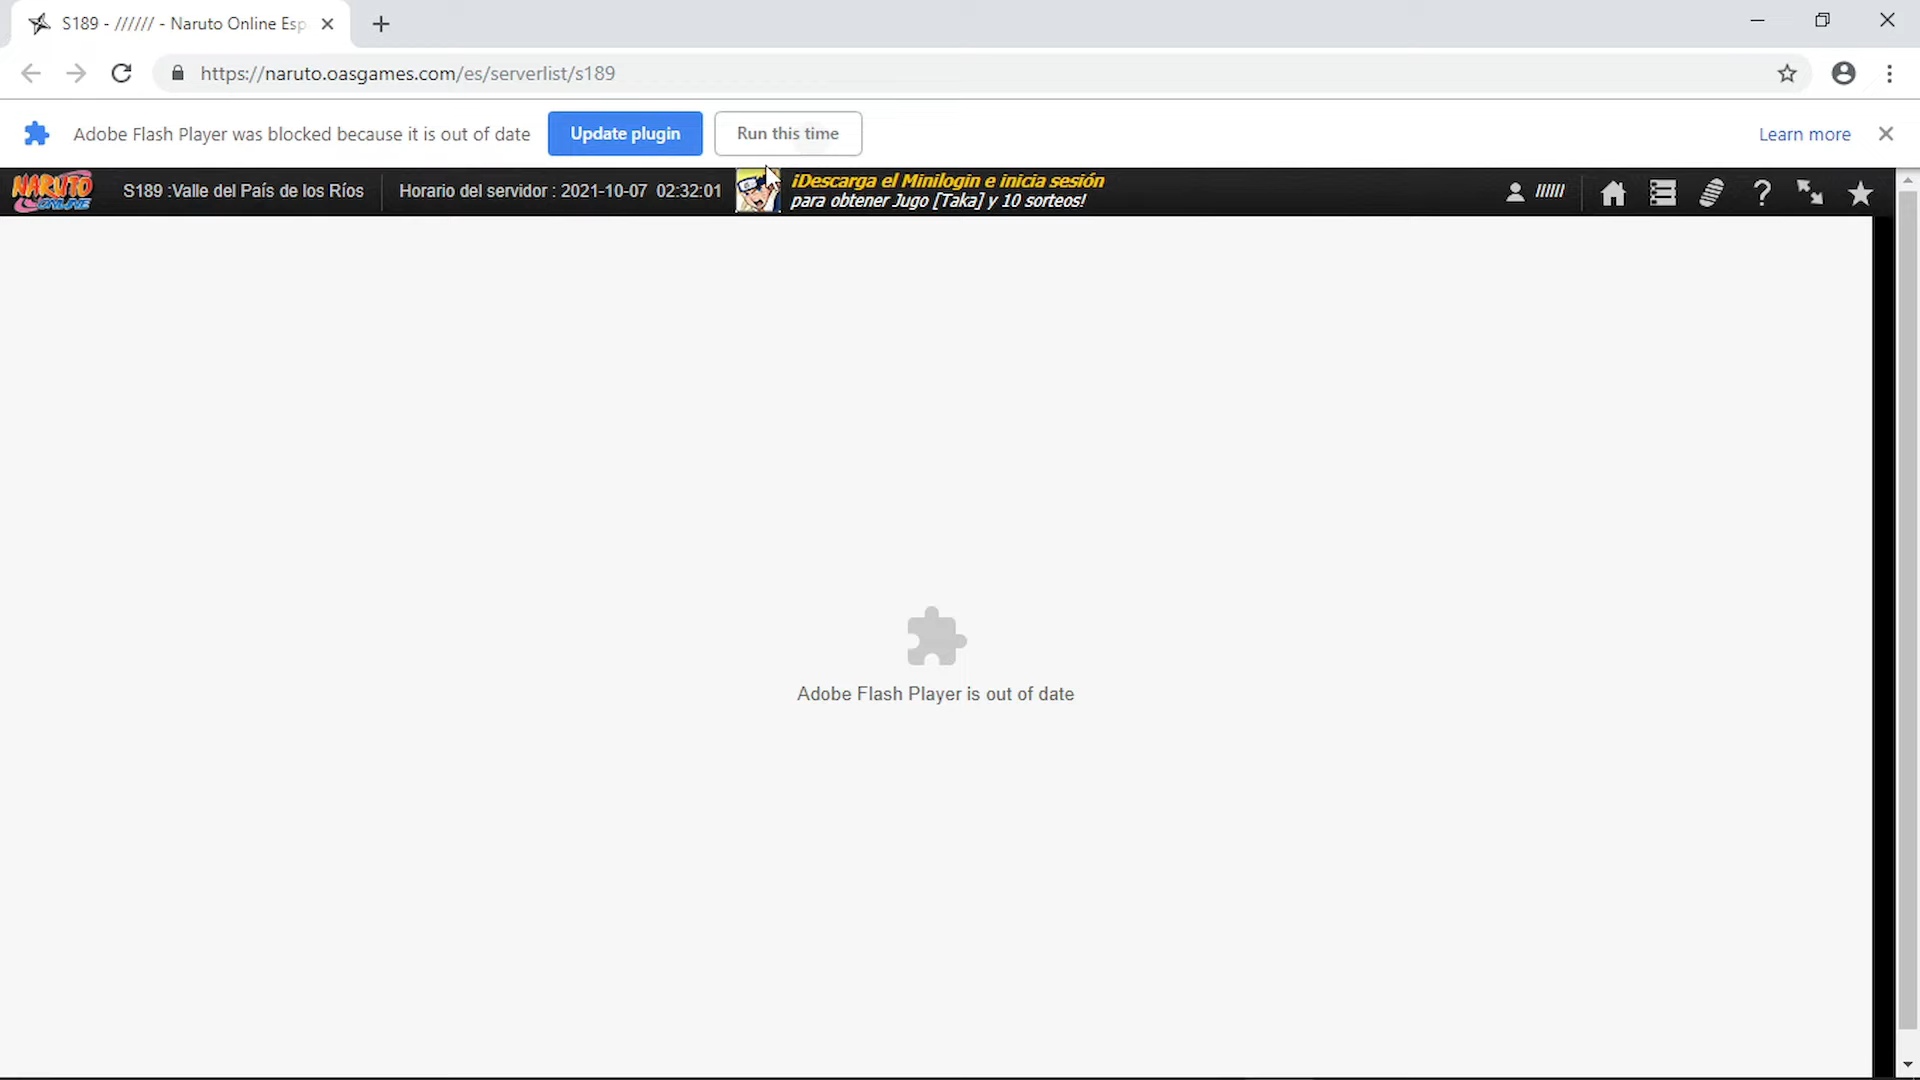 S189 - ////// - Naruto Online Esp
https://naruto.oasgames.com/es/serverlist/s189
Adobe Flash Player was blocked because it is out of date
Update plugin
Run this time
Learn more
NARUTO
ONLINE
S189 :Valle del País de los Ríos
Horario del servidor : 2021-10-07 02:32:01
¡Descarga el Minilogin e inicia sesión
para obtener Jugo [Taka] y 10 sorteos!
//////
Adobe Flash Player is out of date